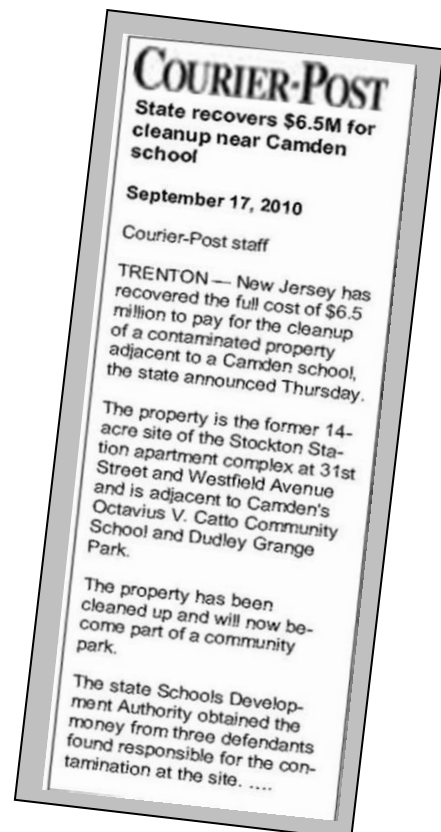 COURIER-POST
State recovers $6.5M for
cleanup near Camden
school
September 17, 2010
Courier-Post staff
TRENTON — New Jersey has
recovered the full cost of $6.5
million to pay for the cleanup
of a contaminated property
adjacent to a Camden school,
the state announced Thursday.
The property is the former 14-
acre site of the Stockton Sta-
tion apartment complex at 31st
Street and Westfield Avenue
and is adjacent to Camden's
Octavius V. Catto Community
School and Dudley Grange
Park.
The property has been
cleaned up and will now be-
come part of a community
park.
The state Schools Develop-
ment Authority obtained the
money from three defendants
found responsible for the con-
tamination at the site. ....